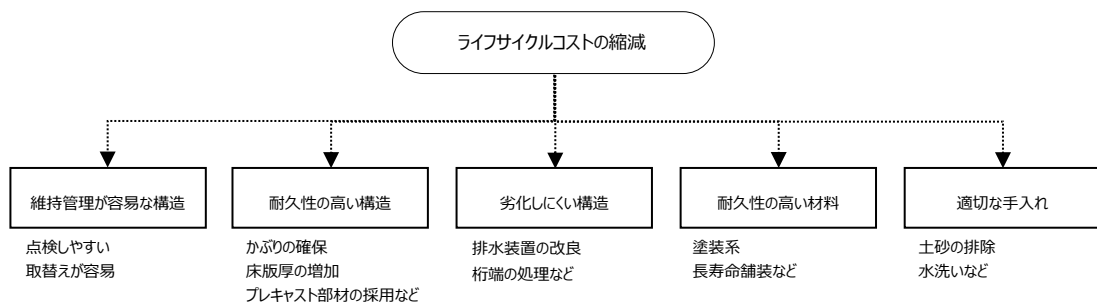 ライフサイクルコストの縮減
維持管理が容易な構造
点検しやすい
取替えが容易
耐久性の高い構造
かぶりの確保
床版厚の増加
プレキャスト部材の採用など
劣化しにくい構造
排水装置の改良
桁端の処理など
耐久性の高い材料
塗装系
長寿命舗装など
適切な手入れ
土砂の排除
水洗いなど